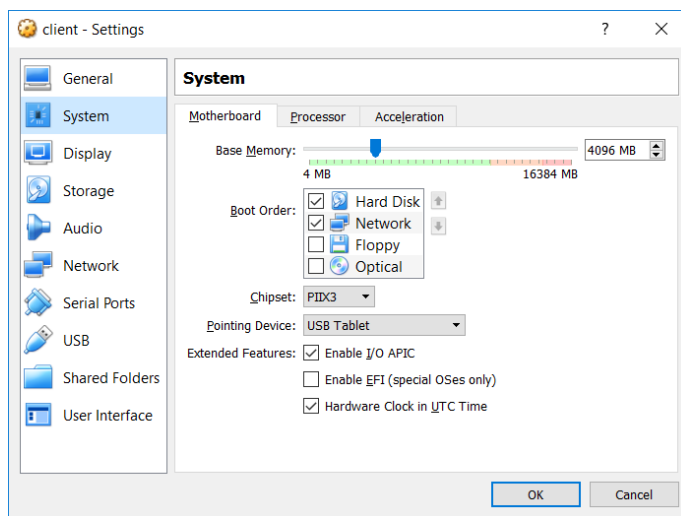 client - Settings
?
General
System
Display
Storage
Audio
Network
Serial Ports
USB
Shared Folders
User Interface
System
Motherboard Processor Acceleration
Base Memory: 4096 MB
4 MB 16384 MB
Boot Order: Hard Disk
Network
Floppy
Optical
Chipset: PIIX3
Pointing Device: USB Tablet
Extended Features: Enable I/O APIC
Enable EFI (special OSes only)
Hardware Clock in UTC Time
OK Cancel